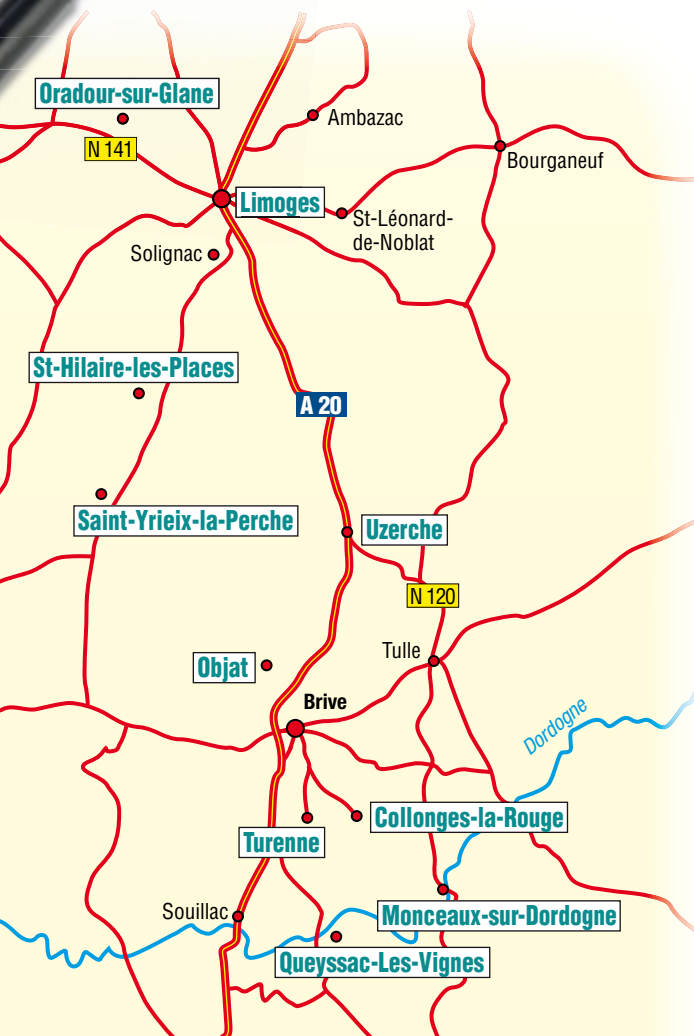 Oradour-sur-Glane
Ambazac
N 141
Bourganeuf
Limoges
St-Léonard-
de-Noblat
Solignac
St-Hilaire-les-Places
A 20
Saint-Yrieix-la-Perche
Uzerche
N 120
Tulle
Objat
Brive
Dordogne
Collonges-la-Rouge
Turenne
Souillac
Monceaux-sur-Dordogne
Queyssac-Les-Vignes